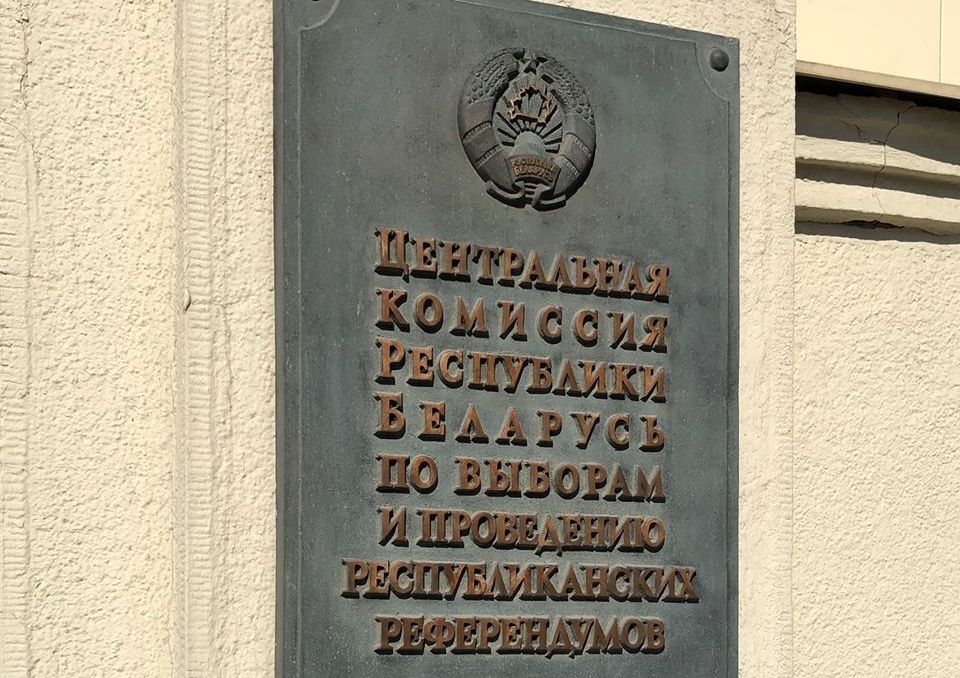 ЦЕНТРАЛЬНАЯ
КОМИССИЯ
РЕСПУБЛИКИ
БЕЛАРУСЬ
ПО ВЫБОРАМ
И ПРОВЕДЕНИЮ
РЕСПУБЛИКАНСКИХ
РЕФЕРЕНДУМОВ